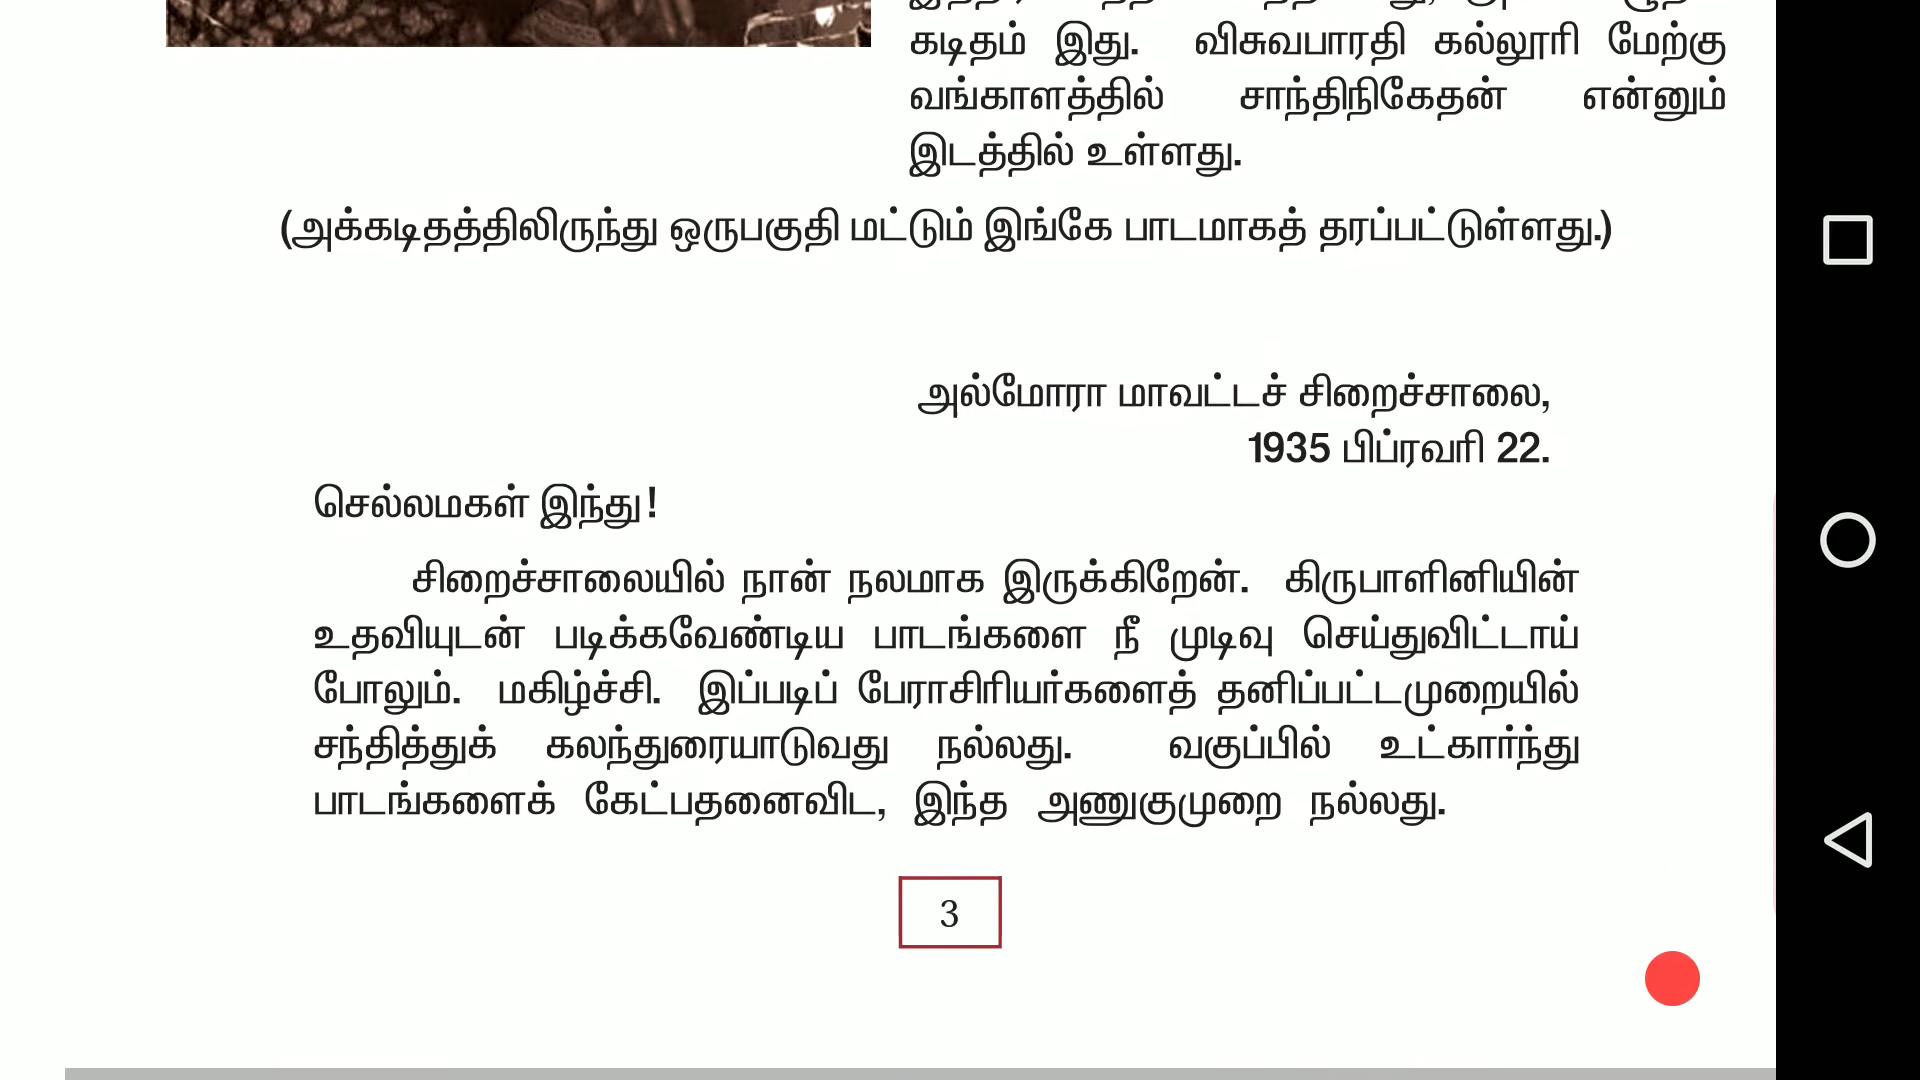 கடிதம் இது. விசுவபாரதி கல்லூரி மேற்கு
வங்காளத்தில் சாந்திநிகேதன் என்னும்
இடத்தில் உள்ளது.
(அக்கடிதத்திலிருந்து ஒருபகுதி மட்டும் இங்கே பாடமாகத் தரப்பட்டுள்ளது.)
அல்மோரா மாவட்டச் சிறைச்சாலை,
1935 பிப்ரவரி 22.
செல்லமகள் இந்து!
சிறைச்சாலையில் நான் நலமாக இருக்கிறேன். கிருபாளினியின்
உதவியுடன் படிக்கவேண்டிய பாடங்களை நீ முடிவு செய்துவிட்டாய்
போலும். மகிழ்ச்சி. இப்படிப் பேராசிரியர்களைத் தனிப்பட்டமுறையில்
சந்தித்துக் கலந்துரையாடுவது நல்லது. வகுப்பில் உட்கார்ந்து
பாடங்களைக் கேட்பதனைவிட, இந்த அணுகுமுறை நல்லது.
3